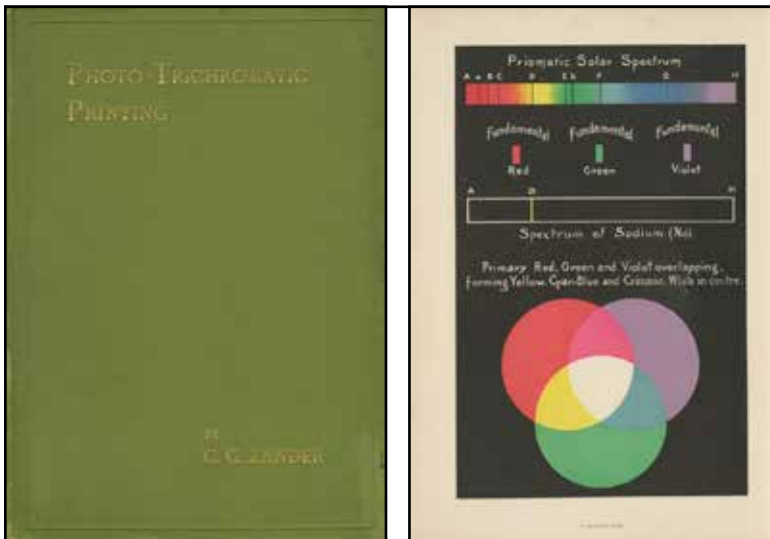 PHOTO-TRICHROMATIC
PRINTING
BY
C. G. ZANDER
Prismatic Solar Spectrum
A a B C D E b F G H
Fundamental Fundamental Fundamental
Red Green Violet
A D H
Spectrum of Sodium (Na).
Primary Red, Green and Violet overlapping,
forming Yellow, Cyan-Blue and Crimson. White in centre.